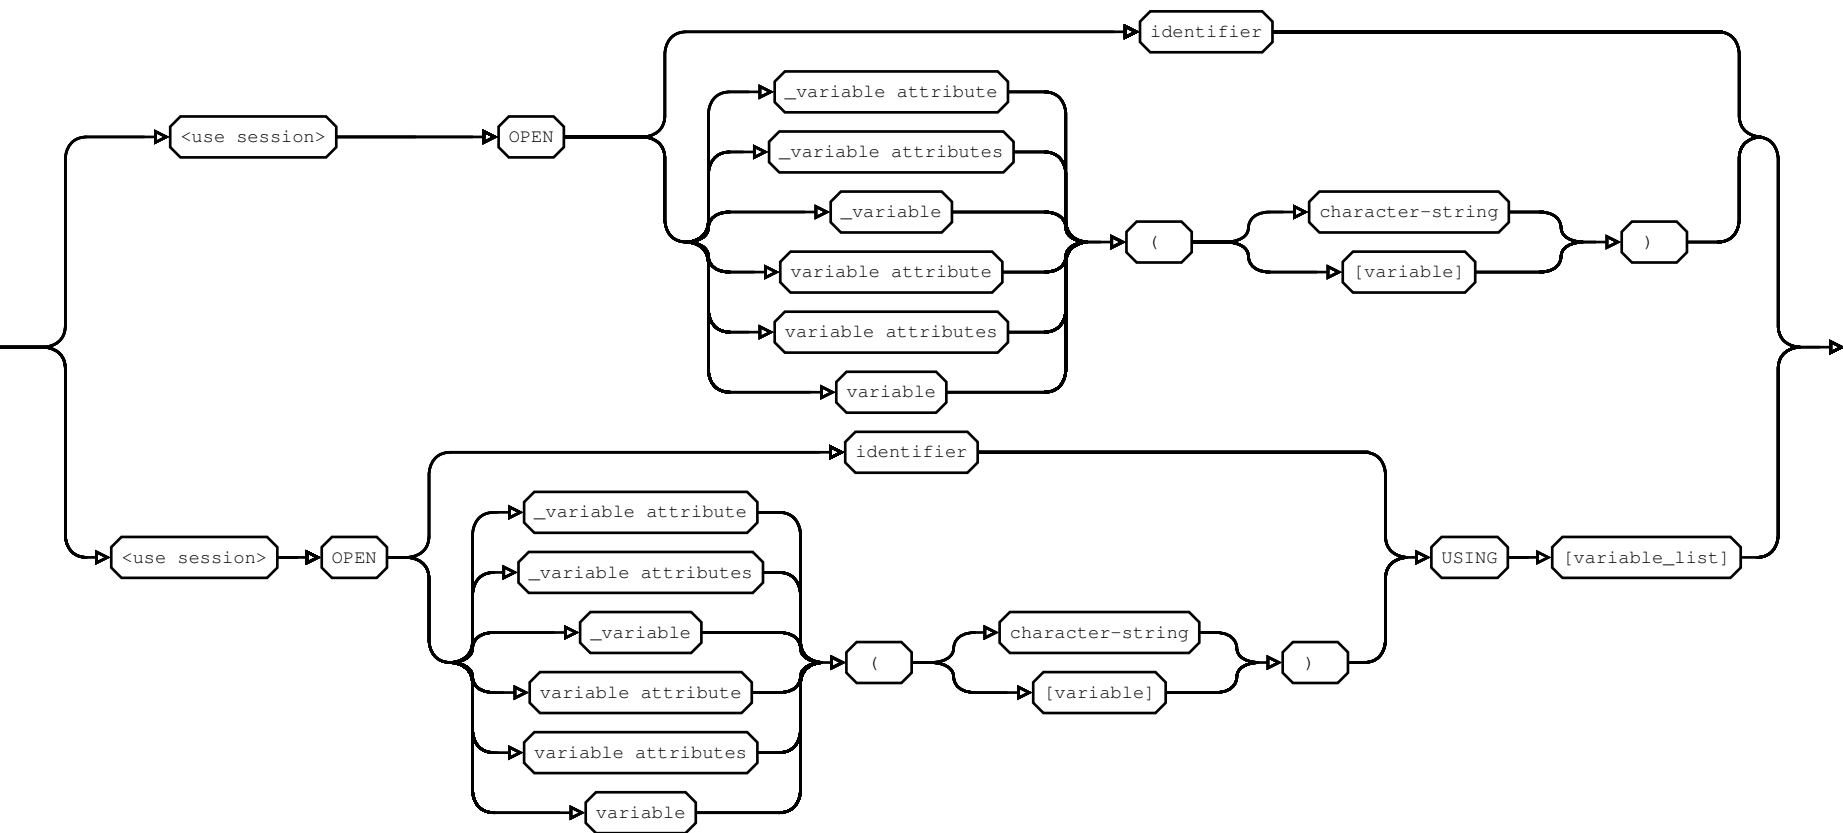 identifier
_variable attribute
<use session> OPEN
_variable attributes
_variable
character-string
( )
variable attribute
[variable]
variable attributes
variable
identifier
_variable attribute
<use session> OPEN
USING [variable_list]
_variable attributes
_variable
character-string
( )
variable attribute
[variable]
variable attributes
variable